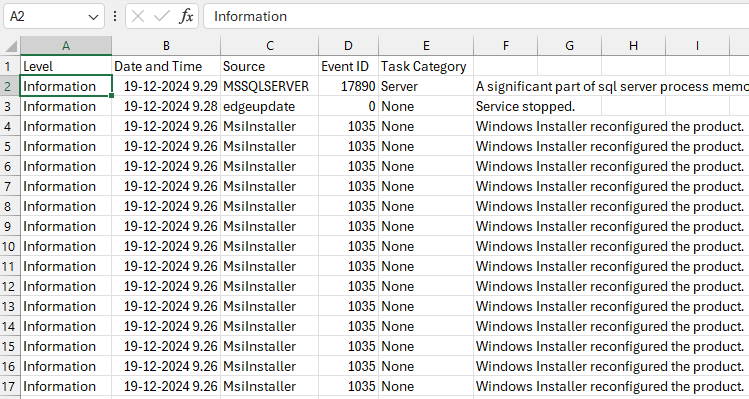 A2 fx Information
A B C D E F G H I
1 Level Date and Time Source Event ID Task Category
2 Information 19-12-2024 9.29 MSSQLSERVER 17890 Server A significant part of sql server process memo
3 Information 19-12-2024 9.28 edgeupdate 0 None Service stopped.
4 Information 19-12-2024 9.26 MsiInstaller 1035 None Windows Installer reconfigured the product.
5 Information 19-12-2024 9.26 MsiInstaller 1035 None Windows Installer reconfigured the product.
6 Information 19-12-2024 9.26 MsiInstaller 1035 None Windows Installer reconfigured the product.
7 Information 19-12-2024 9.26 MsiInstaller 1035 None Windows Installer reconfigured the product.
8 Information 19-12-2024 9.26 MsiInstaller 1035 None Windows Installer reconfigured the product.
9 Information 19-12-2024 9.26 MsiInstaller 1035 None Windows Installer reconfigured the product.
10 Information 19-12-2024 9.26 MsiInstaller 1035 None Windows Installer reconfigured the product.
11 Information 19-12-2024 9.26 MsiInstaller 1035 None Windows Installer reconfigured the product.
12 Information 19-12-2024 9.26 MsiInstaller 1035 None Windows Installer reconfigured the product.
13 Information 19-12-2024 9.26 MsiInstaller 1035 None Windows Installer reconfigured the product.
14 Information 19-12-2024 9.26 MsiInstaller 1035 None Windows Installer reconfigured the product.
15 Information 19-12-2024 9.26 MsiInstaller 1035 None Windows Installer reconfigured the product.
16 Information 19-12-2024 9.26 MsiInstaller 1035 None Windows Installer reconfigured the product.
17 Information 19-12-2024 9.26 MsiInstaller 1035 None Windows Installer reconfigured the product.